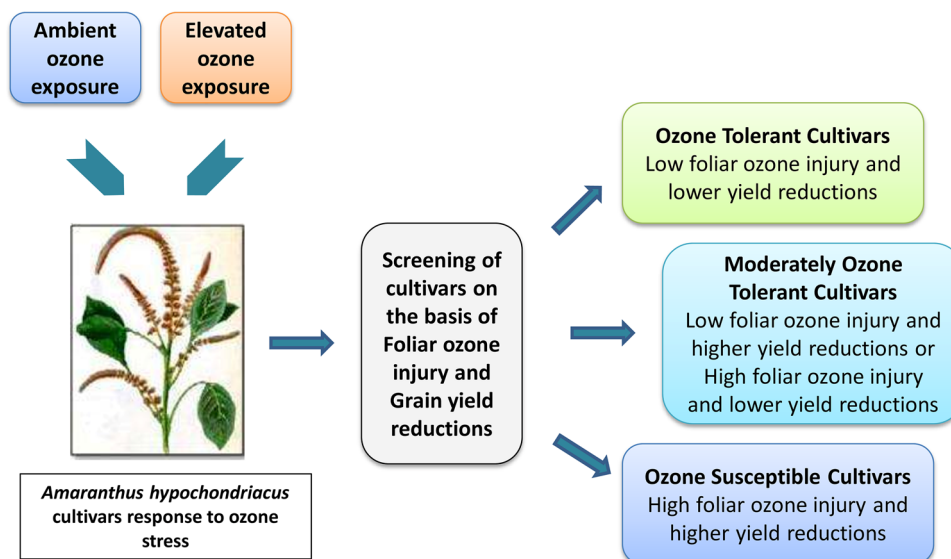 Ambient
ozone
exposure
Elevated
ozone
exposure
Amaranthus hypochondriacus
cultivars response to ozone
stress
Screening of
cultivars on
the basis of
Foliar ozone
injury and
Grain yield
reductions
Ozone Tolerant Cultivars
Low foliar ozone injury and
lower yield reductions
Moderately Ozone
Tolerant Cultivars
Low foliar ozone injury and
higher yield reductions or
High foliar ozone injury
and lower yield reductions
Ozone Susceptible Cultivars
High foliar ozone injury and
higher yield reductions